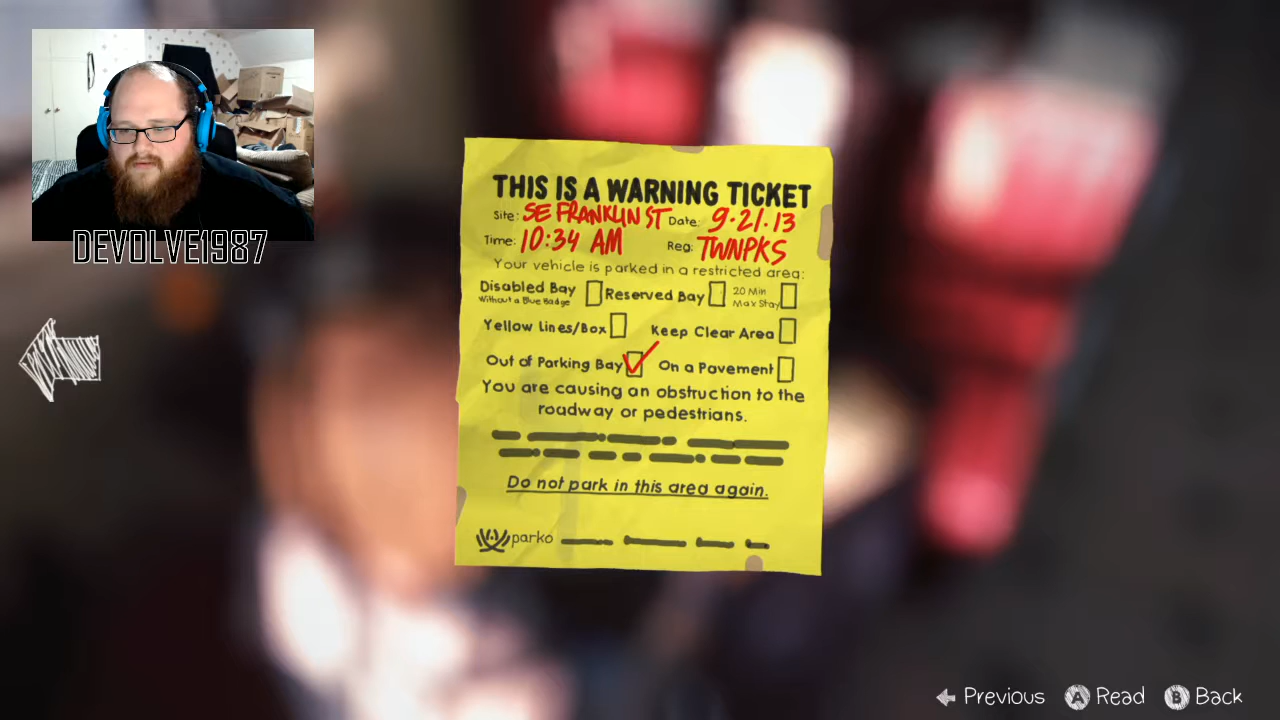 DEVOLVE1987
THIS IS A WARNING TICKET
Site: SE FRANKLIN ST Date: 9.21.13
Time: 10:34 AM Reg: TWNPKS
Your vehicle is parked in a restricted area:
Disabled Bay Reserved Bay 20 Min
Without a Blue Badge Max Stay
Yellow Lines/Box Keep Clear Area
Out of Parking Bay On a Pavement
You are causing an obstruction to the
roadway or pedestrians.
Do not park in this area again.
parko
Previous A Read B Back